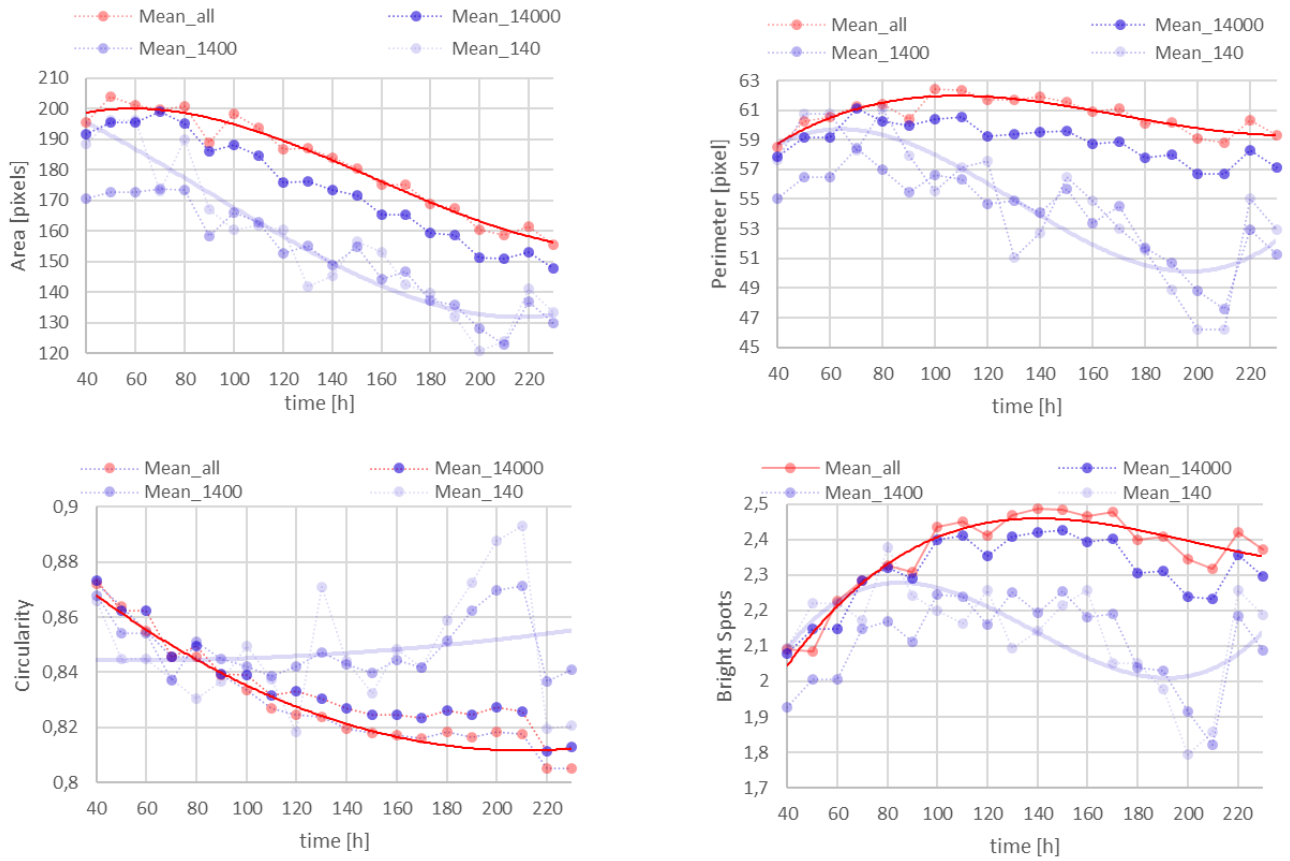 Mean_all Mean_14000
Mean_1400 Mean_140
210
200
190
180
170
160
150
140
130
120
Area [pixels]
40 60 80 100 120 140 160 180 200 220
time [h]
Mean_all Mean_14000
Mean_1400 Mean_140
63
61
59
57
55
53
51
49
47
45
Perimeter [pixel]
40 60 80 100 120 140 160 180 200 220
time [h]
Mean_all Mean_14000
Mean_1400 Mean_140
0,9
0,88
0,86
0,84
0,82
0,8
Circularity
40 60 80 100 120 140 160 180 200 220
time [h]
Mean_all Mean_14000
Mean_1400 Mean_140
2,5
2,4
2,3
2,2
2,1
2
1,9
1,8
1,7
Bright Spots
40 60 80 100 120 140 160 180 200 220
time [h]